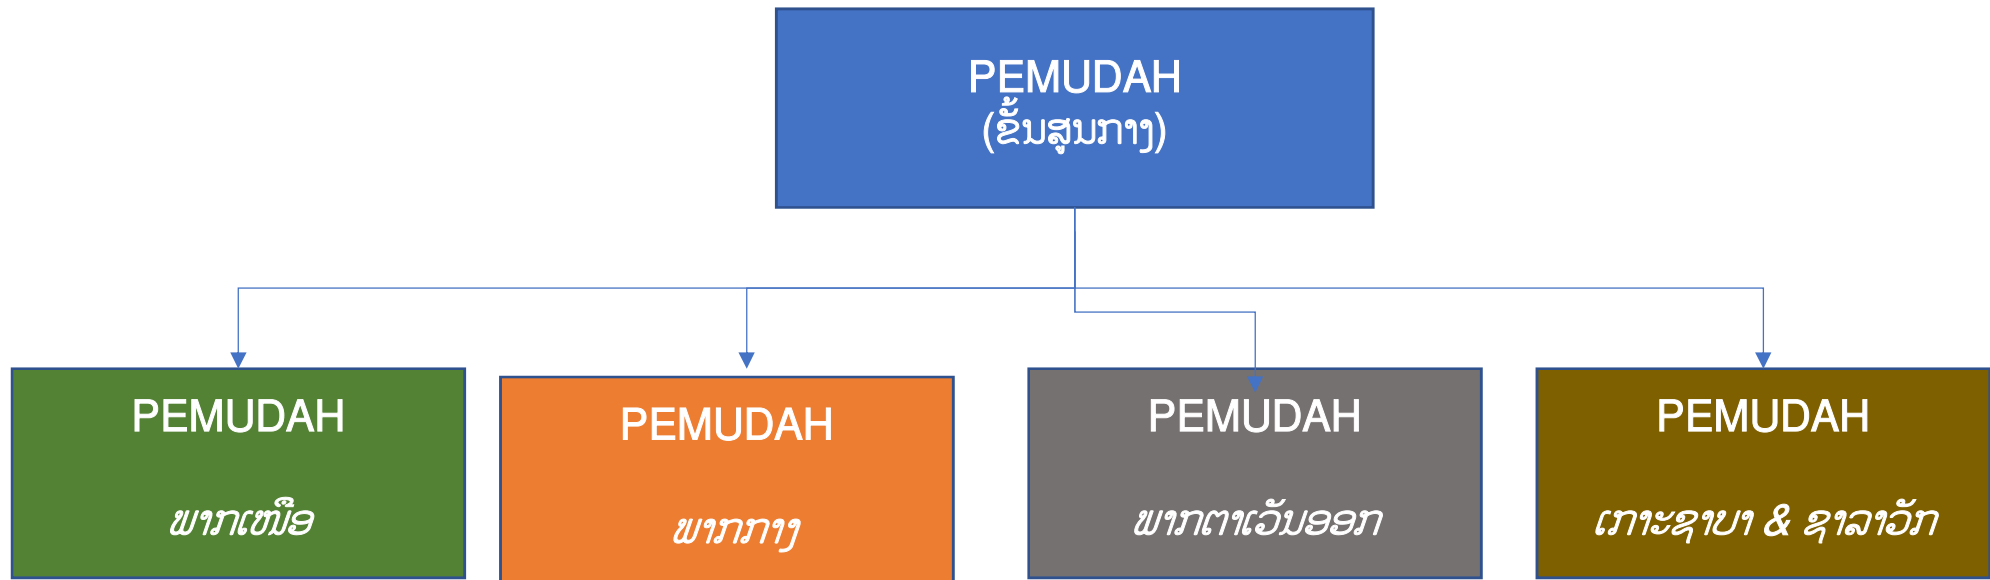 PEMUDAH
(ຂັ້ນສູນກາງ)
PEMUDAH
ພາກເໜືອ
PEMUDAH
ພາກກາງ
PEMUDAH
ພາກຕາເວັນອອກ
PEMUDAH
ເກາະຊາບາ & ຊາລາວັກ